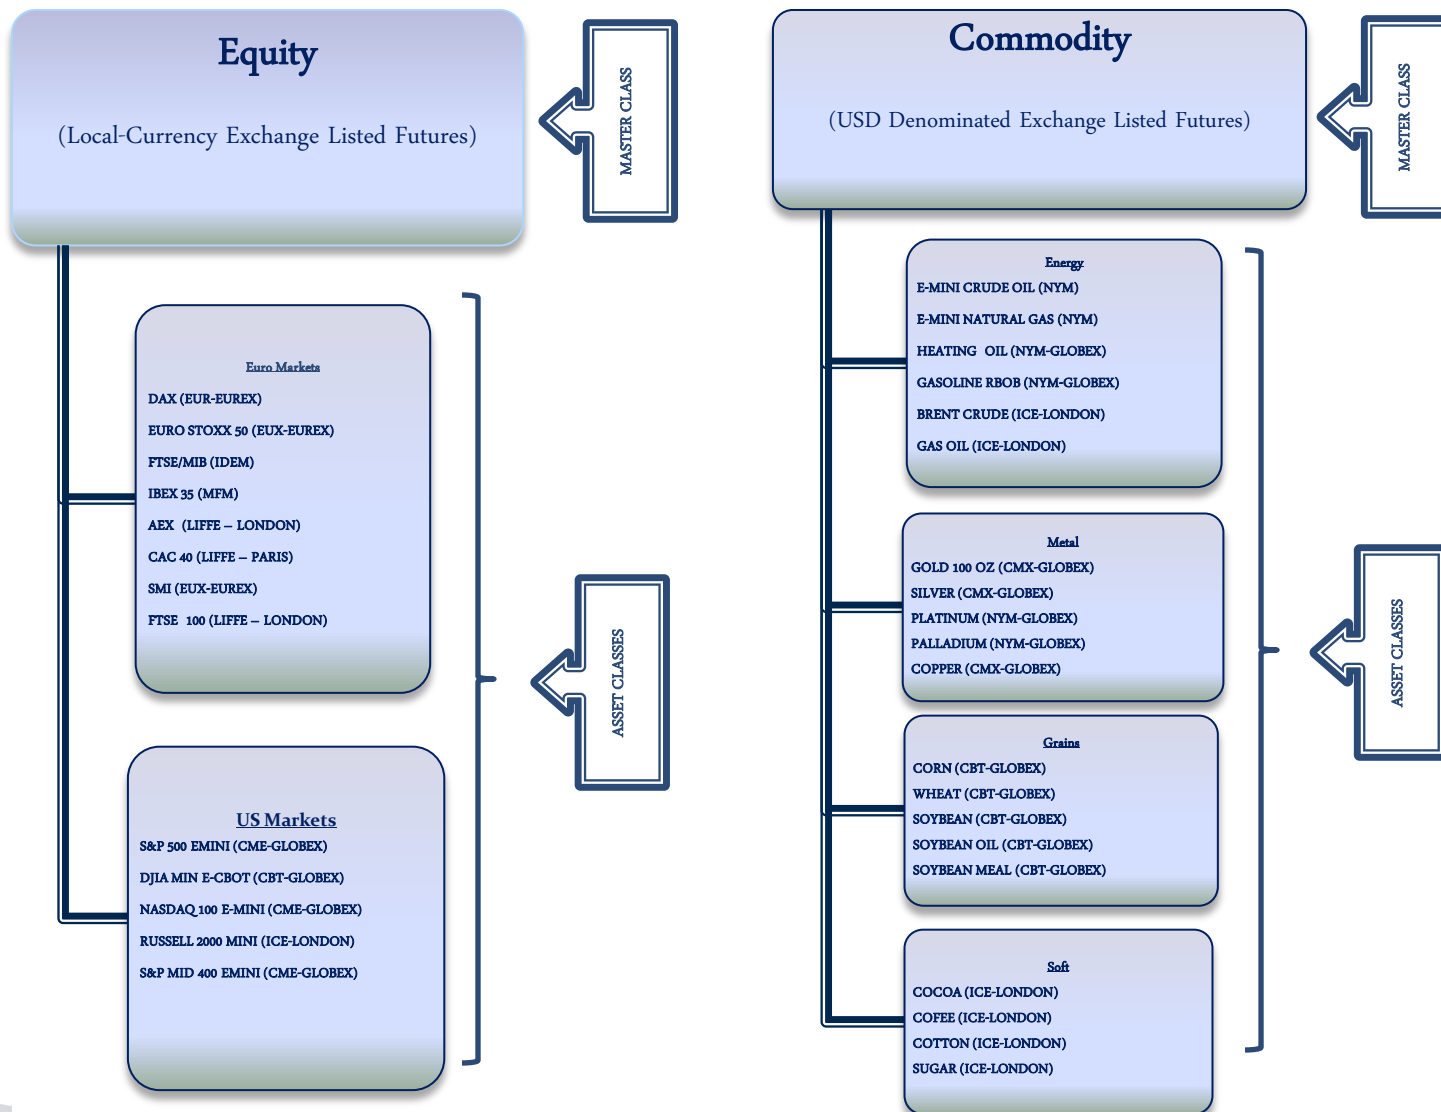 Equity
(Local-Currency Exchange Listed Futures)
MASTER CLASS
Euro Markets
DAX (EUR-EUREX)
EURO STOXX 50 (EUX-EUREX)
FTSE/MIB (IDEM)
IBEX 35 (MFM)
AEX (LIFFE – LONDON)
CAC 40 (LIFFE – PARIS)
SMI (EUX-EUREX)
FTSE 100 (LIFFE – LONDON)
US Markets
S&P 500 EMINI (CME-GLOBEX)
DJIA MIN E-CBOT (CBT-GLOBEX)
NASDAQ 100 E-MINI (CME-GLOBEX)
RUSSELL 2000 MINI (ICE-LONDON)
S&P MID 400 EMINI (CME-GLOBEX)
ASSET CLASSES
Commodity
(USD Denominated Exchange Listed Futures)
MASTER CLASS
Energy
E-MINI CRUDE OIL (NYM)
E-MINI NATURAL GAS (NYM)
HEATING OIL (NYM-GLOBEX)
GASOLINE RBOB (NYM-GLOBEX)
BRENT CRUDE (ICE-LONDON)
GAS OIL (ICE-LONDON)
Metal
GOLD 100 OZ (CMX-GLOBEX)
SILVER (CMX-GLOBEX)
PLATINUM (NYM-GLOBEX)
PALLADIUM (NYM-GLOBEX)
COPPER (CMX-GLOBEX)
Grains
CORN (CBT-GLOBEX)
WHEAT (CBT-GLOBEX)
SOYBEAN (CBT-GLOBEX)
SOYBEAN OIL (CBT-GLOBEX)
SOYBEAN MEAL (CBT-GLOBEX)
Soft
COCOA (ICE-LONDON)
COFEE (ICE-LONDON)
COTTON (ICE-LONDON)
SUGAR (ICE-LONDON)
ASSET CLASSES